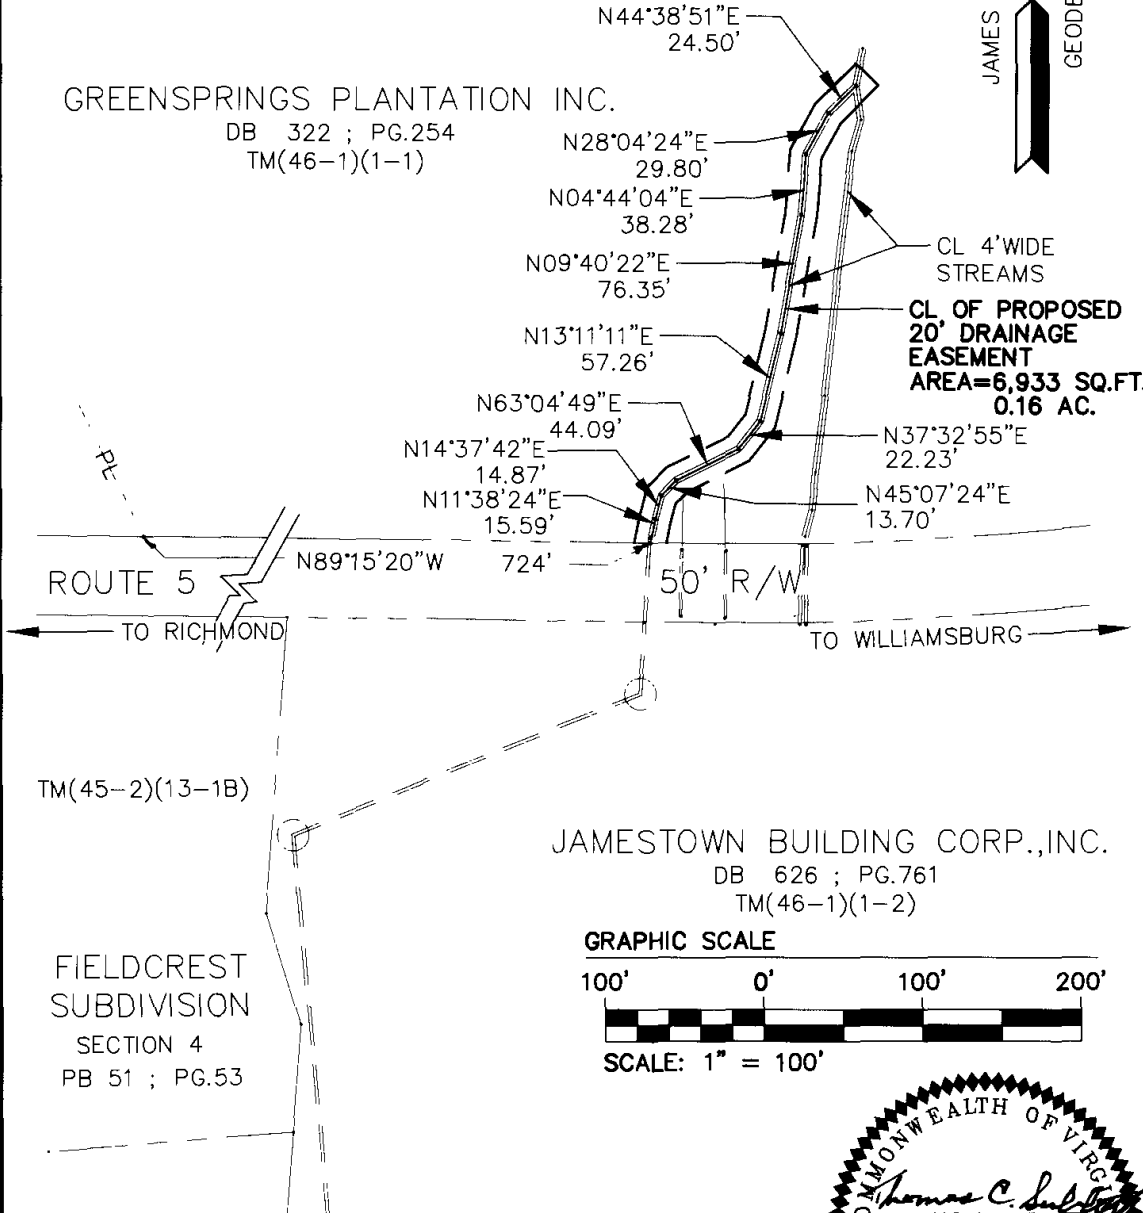 N44°38'51"E
24.50'
JAMES
GREENSPRINGS PLANTATION INC.
DB 322 ; PG.254
TM(46-1)(1-1)
N28°04'24"E
29.80'
N04°44'04"E
38.28'
N09°40'22"E
76.35'
CL 4'WIDE
STREAMS
CL OF PROPOSED
20' DRAINAGE
EASEMENT
AREA=6,933 SQ.FT.
0.16 AC.
N13°11'11"E
57.26'
N63°04'49"E
44.09'
N37°32'55"E
22.23'
N14°37'42"E
14.87'
N45°07'24"E
13.70'
N11°38'24"E
15.59'
PL
N89°15'20"W 724'
ROUTE 5
50' R/W
TO RICHMOND
TO WILLIAMSBURG
TM(45-2)(13-1B)
JAMESTOWN BUILDING CORP.,INC.
DB 626 ; PG.761
TM(46-1)(1-2)
GRAPHIC SCALE
100' 0' 100' 200'
SCALE: 1" = 100'
FIELDCREST
SUBDIVISION
SECTION 4
PB 51 ; PG.53
OMMONWEALTH OF VIRGI
Thomas C.